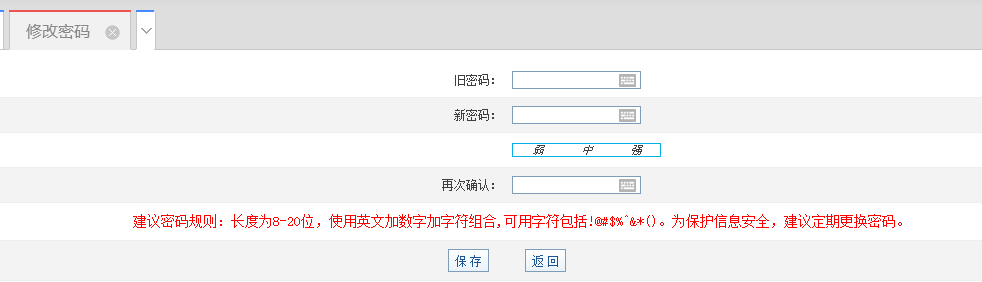 修改密码
旧密码：
新密码：
弱 中 强
再次确认：
建议密码规则：长度为8-20位，使用英文加数字加字符组合,可用字符包括!@#$%^&*()。为保护信息安全，建议定期更换密码。
保存 返回